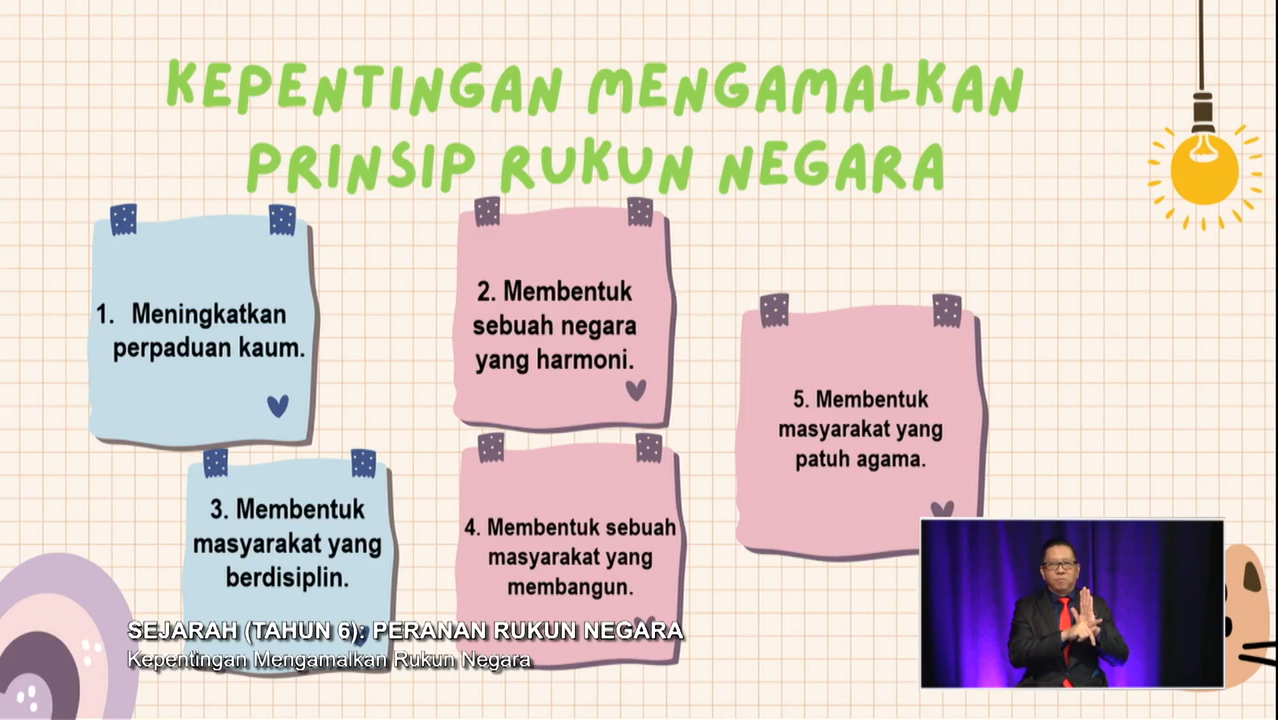 KEPENTINGAN MENGAMALKAN
PRINSIP RUKUN NEGARA
1. Meningkatkan
perpaduan kaum.
2. Membentuk
sebuah negara
yang harmoni.
3. Membentuk
masyarakat yang
berdisiplin.
4. Membentuk sebuah
masyarakat yang
membangun.
5. Membentuk
masyarakat yang
patuh agama.
SEJARAH (TAHUN 6): PERANAN RUKUN NEGARA
Kepentingan Mengamalkan Rukun Negara